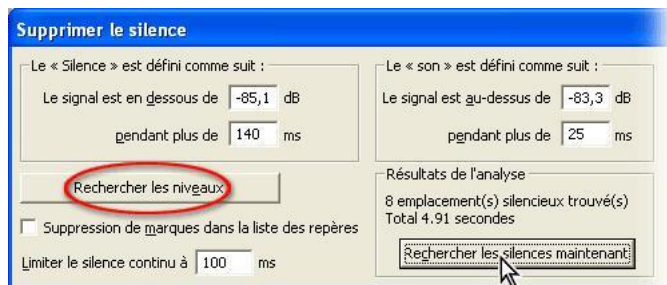 Supprimer le silence
Le « Silence » est défini comme suit :
Le signal est en dessous de -85,1 dB
pendant plus de 140 ms
Rechercher les niveaux
Suppression de marques dans la liste des repères
Limiter le silence continu à 100 ms
Le « son » est défini comme suit :
Le signal est au-dessus de -83,3 dB
pendant plus de 25 ms
Résultats de l'analyse
8 emplacement(s) silencieux trouvé(s)
Total 4.91 secondes
Rechercher les silences maintenant